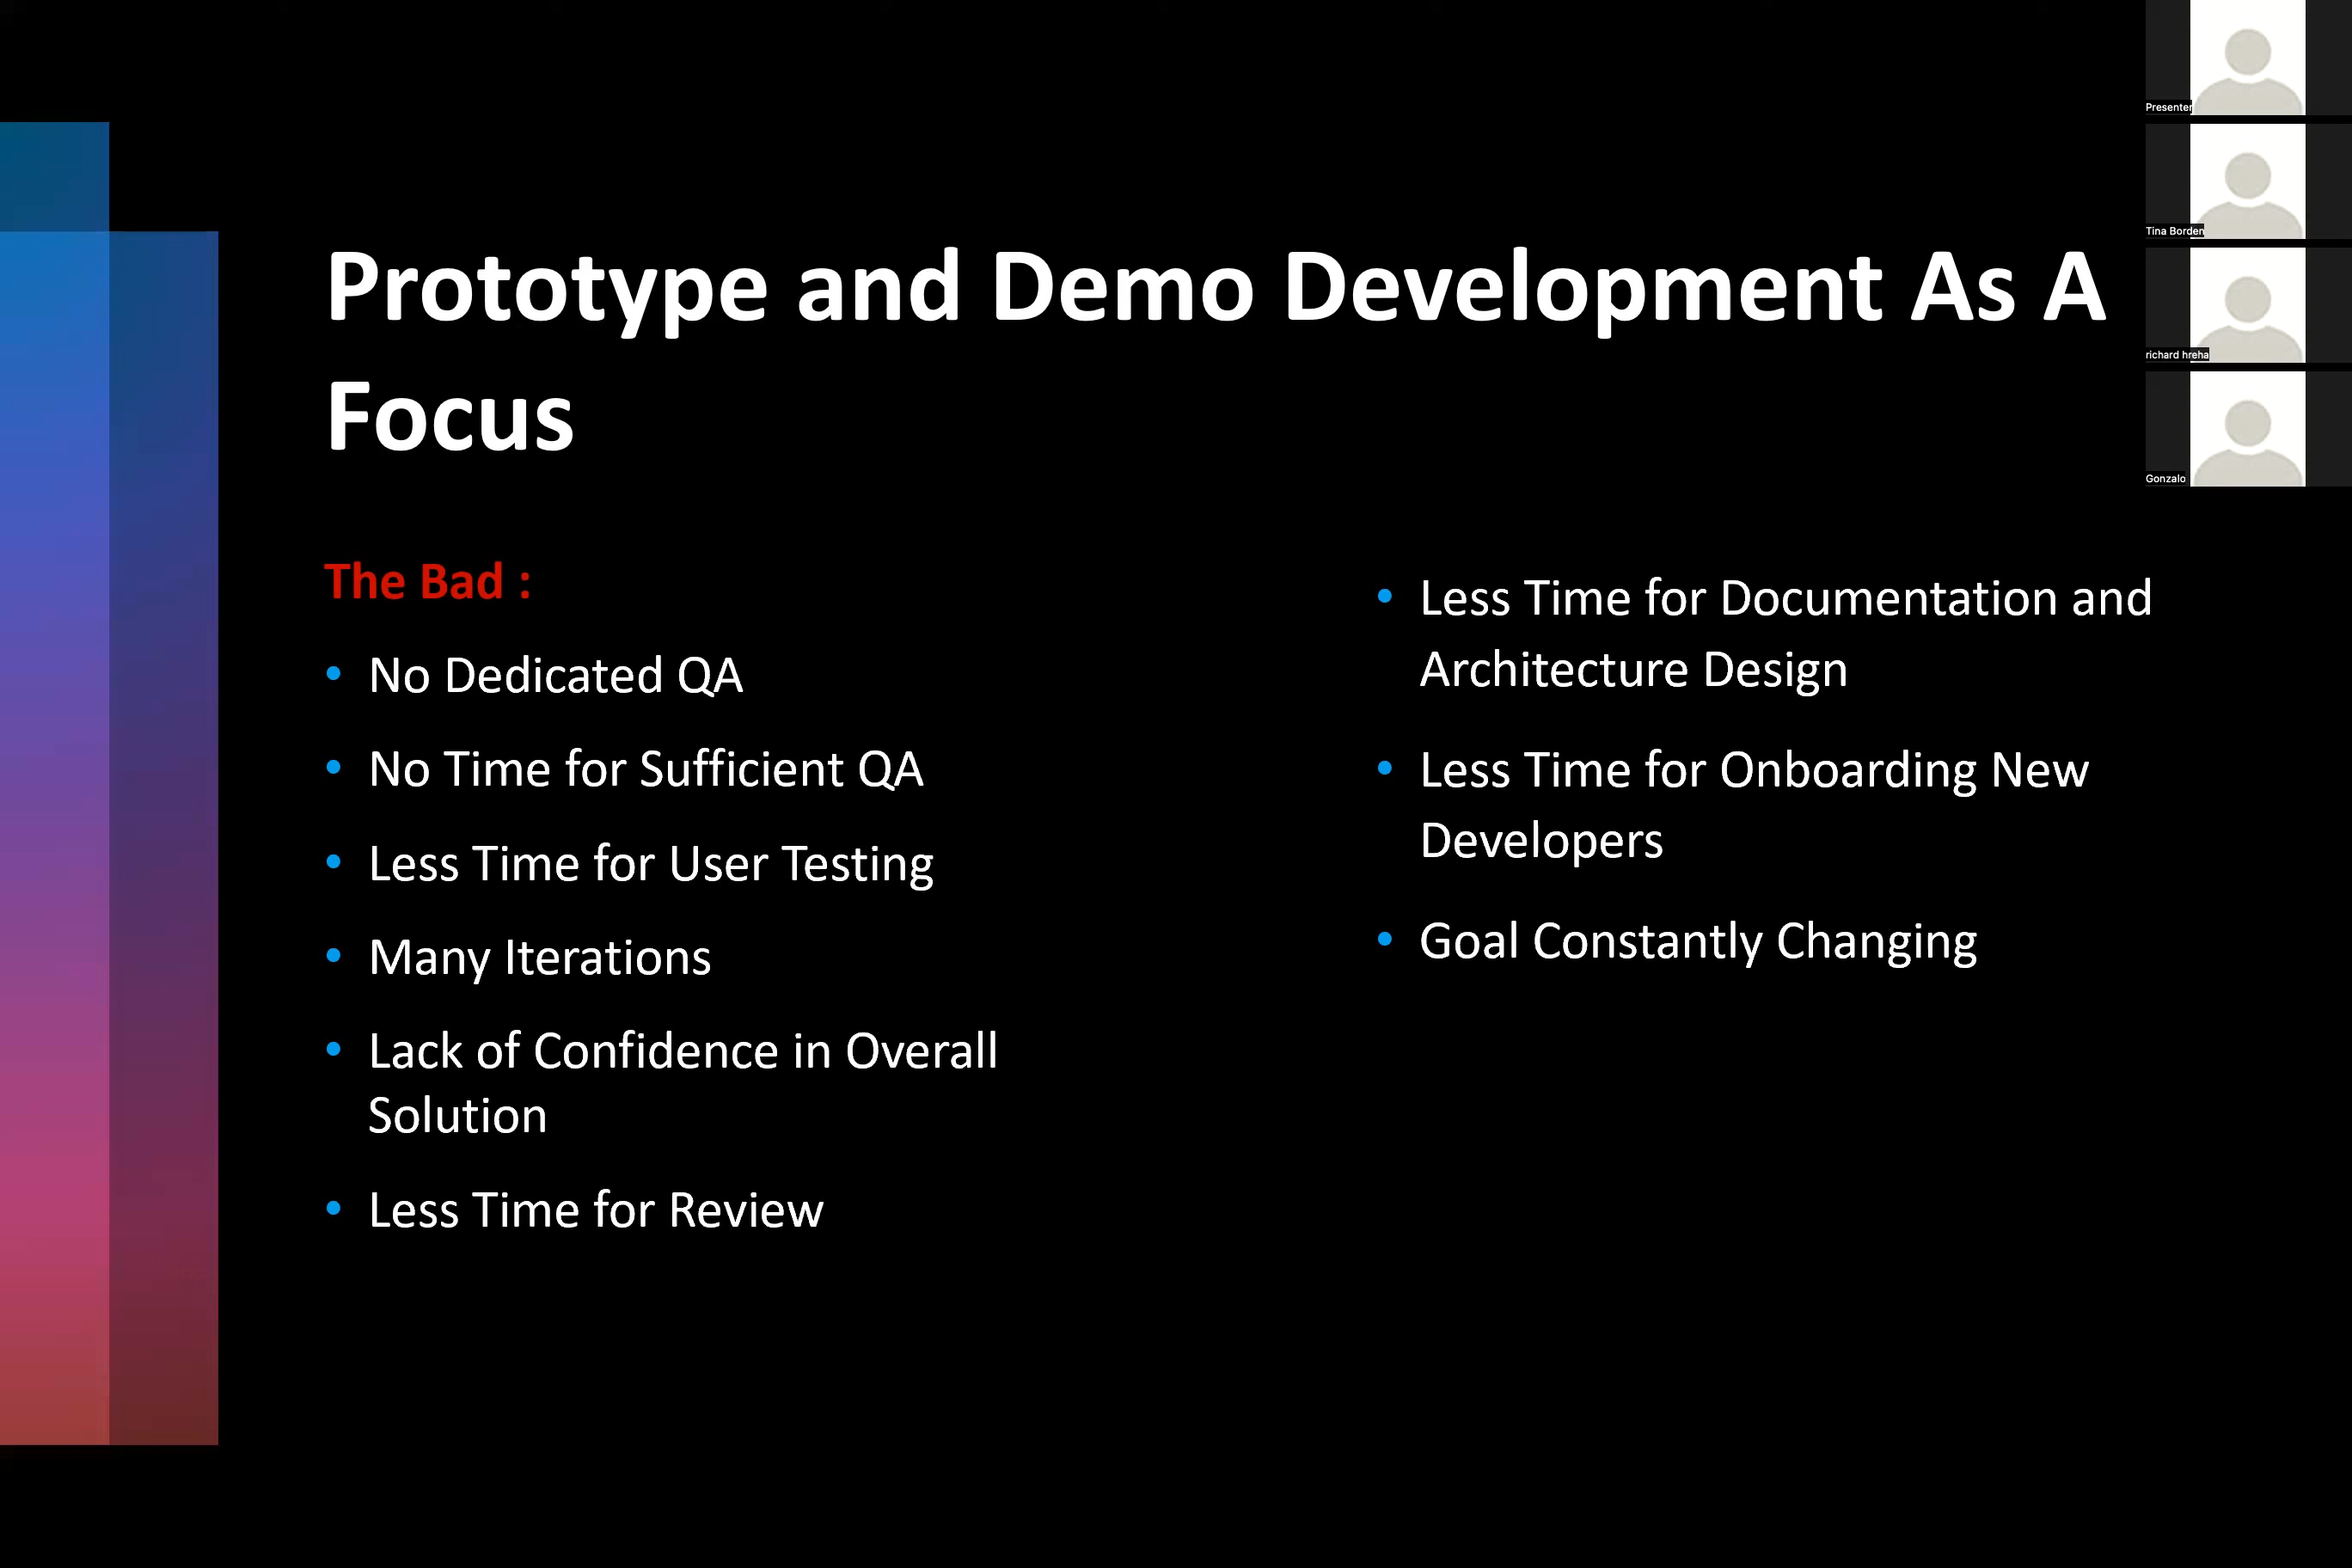 Prototype and Demo Development As A
Focus
The Bad :
• No Dedicated QA
• No Time for Sufficient QA
• Less Time for User Testing
• Many Iterations
• Lack of Confidence in Overall
Solution
• Less Time for Review
• Less Time for Documentation and
Architecture Design
• Less Time for Onboarding New
Developers
• Goal Constantly Changing
Presenter
Tina Borden
richard hreha
Gonzalo